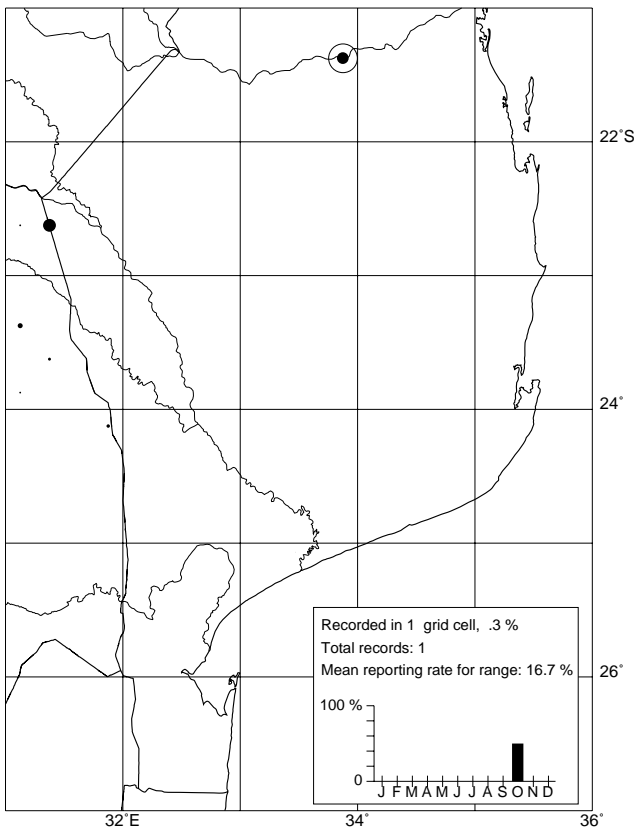 22˚S
24˚
Recorded in 1 grid cell, .3 %
Total records: 1
Mean reporting rate for range: 16.7 %
26˚
100 %
0
J F M A M J J A S O N D
32˚E
34˚
36˚